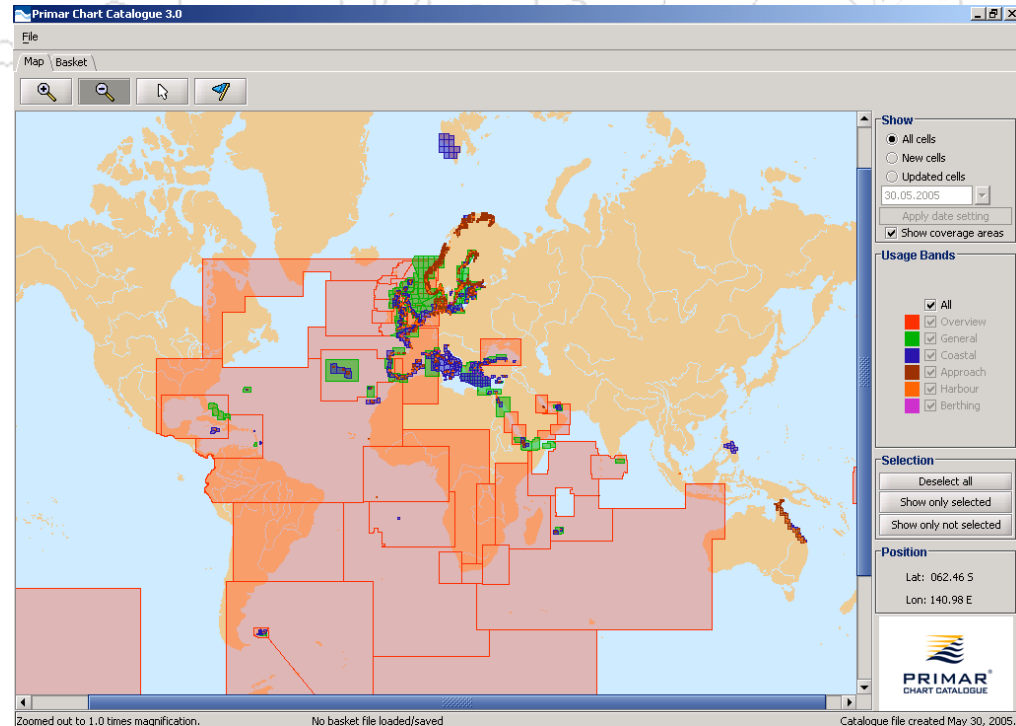 Primar Chart Catalogue 3.0
File
Map
Basket
Show
All cells
New cells
Updated cells
30.05.2005
Apply date setting
Show coverage areas
Usage Bands
All
Overview
General
Coastal
Approach
Harbour
Berthing
Selection
Deselect all
Show only selected
Show only not selected
Position
Lat: 062.46 S
Lon: 140.98 E
PRIMAR®
CHART CATALOGUE
Zoomed out to 1.0 times magnification.
No basket file loaded/saved
Catalogue file created May 30, 2005.